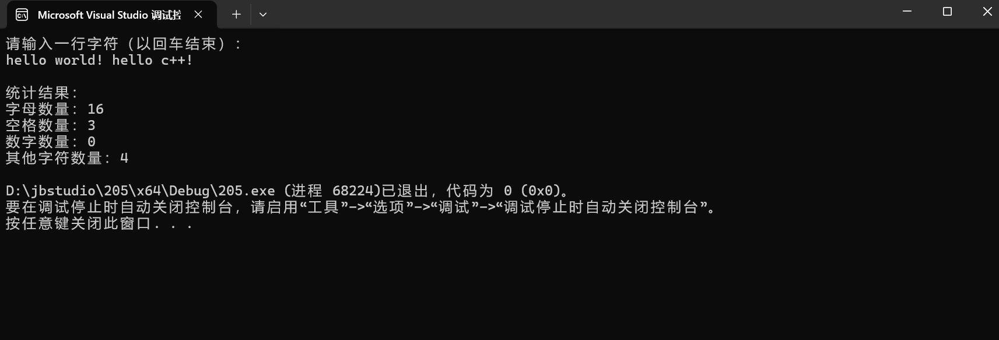 Microsoft Visual Studio 调试控
请输入一行字符（以回车结束）：
hello world! hello c++!
统计结果：
字母数量：16
空格数量：3
数字数量：0
其他字符数量：4
D:\jbstudio\205\x64\Debug\205.exe (进程 68224)已退出，代码为 0 (0x0)。
要在调试停止时自动关闭控制台，请启用“工具”->“选项”->“调试”->“调试停止时自动关闭控制台”。
按任意键关闭此窗口. . .